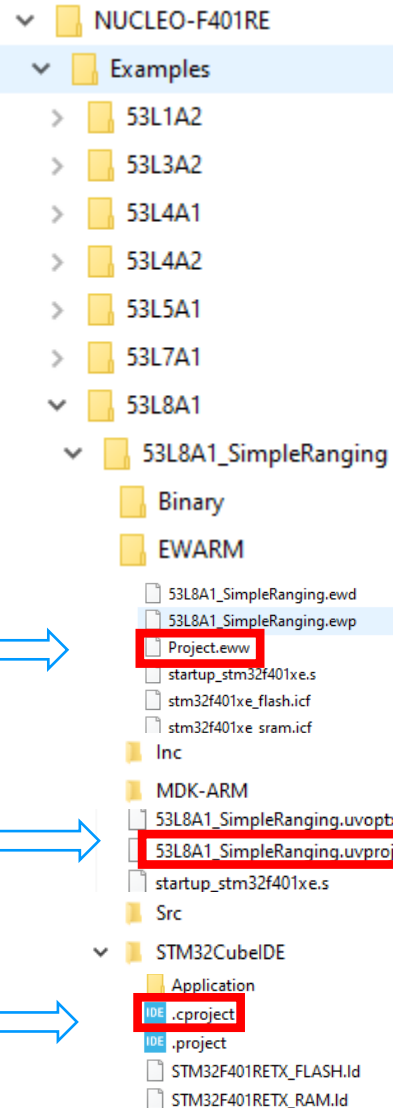 NUCLEO-F401RE
Examples
53L1A2
53L3A2
53L4A1
53L4A2
53L5A1
53L7A1
53L8A1
53L8A1_SimpleRanging
Binary
EWARM
53L8A1_SimpleRanging.ewd
53L8A1_SimpleRanging.ewp
Project.eww
startup_stm32f401xe.s
stm32f401xe_flash.icf
stm32f401xe_sram.icf
Inc
MDK-ARM
53L8A1_SimpleRanging.uvoptx
53L8A1_SimpleRanging.uvproj
startup_stm32f401xe.s
Src
STM32CubeIDE
Application
IDE .cproject
IDE .project
STM32F401RETX_FLASH.ld
STM32F401RETX_RAM.ld